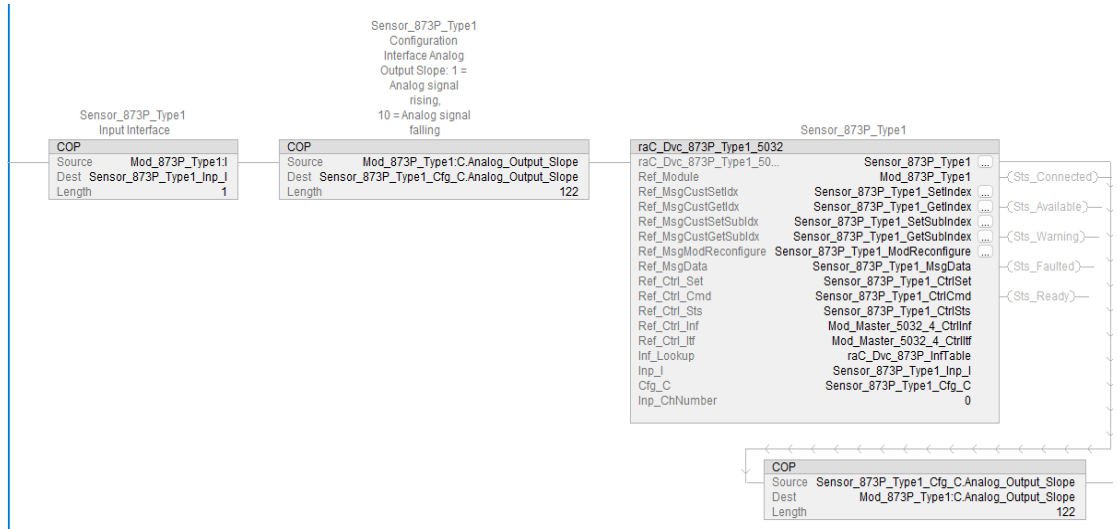 Sensor_873P_Type1
Configuration
Interface Analog
Output Slope: 1 =
Analog signal
rising,
10 = Analog signal
falling
Sensor_873P_Type1
Input Interface
COP
Source Mod_873P_Type1:I
Dest Sensor_873P_Type1_Inp_I
Length 1
COP
Source Mod_873P_Type1:C.Analog_Output_Slope
Dest Sensor_873P_Type1_Cfg_C.Analog_Output_Slope
Length 122
Sensor_873P_Type1
raC_Dvc_873P_Type1_5032
raC_Dvc_873P_Type1_50... Sensor_873P_Type1 ...
Ref_Module Mod_873P_Type1
Ref_MsgCustSetIdx Sensor_873P_Type1_SetIndex ...
Ref_MsgCustGetIdx Sensor_873P_Type1_GetIndex ...
Ref_MsgCustSetSubIdx Sensor_873P_Type1_SetSubIndex ...
Ref_MsgCustGetSubIdx Sensor_873P_Type1_GetSubIndex ...
Ref_MsgModReconfigure Sensor_873P_Type1_ModReconfigure ...
Ref_MsgData Sensor_873P_Type1_MsgData
Ref_Ctrl_Set Sensor_873P_Type1_CtrlSet
Ref_Ctrl_Cmd Sensor_873P_Type1_CtrlCmd
Ref_Ctrl_Sts Sensor_873P_Type1_CtrlSts
Ref_Ctrl_Inf Mod_Master_5032_4_CtrlInf
Ref_Ctrl_Itf Mod_Master_5032_4_CtrlItf
Inf_Lookup raC_Dvc_873P_InfTable
Inp_I Sensor_873P_Type1_Inp_I
Cfg_C Sensor_873P_Type1_Cfg_C
Inp_ChNumber 0
(Sts_Connected)
(Sts_Available)
(Sts_Warning)
(Sts_Faulted)
(Sts_Ready)
COP
Source Sensor_873P_Type1_Cfg_C.Analog_Output_Slope
Dest Mod_873P_Type1:C.Analog_Output_Slope
Length 122